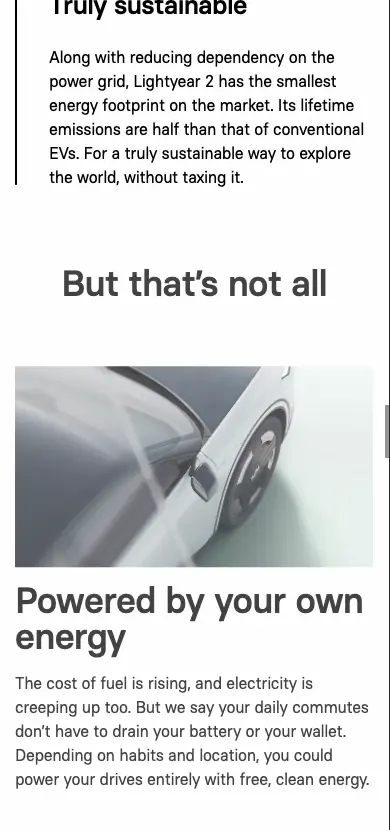 Truly sustainable
Along with reducing dependency on the
power grid, Lightyear 2 has the smallest
energy footprint on the market. Its lifetime
emissions are half than that of conventional
EVs. For a truly sustainable way to explore
the world, without taxing it.
But that's not all
Powered by your own
energy
The cost of fuel is rising, and electricity is
creeping up too. But we say your daily commutes
don't have to drain your battery or your wallet.
Depending on habits and location, you could
power your drives entirely with free, clean energy.